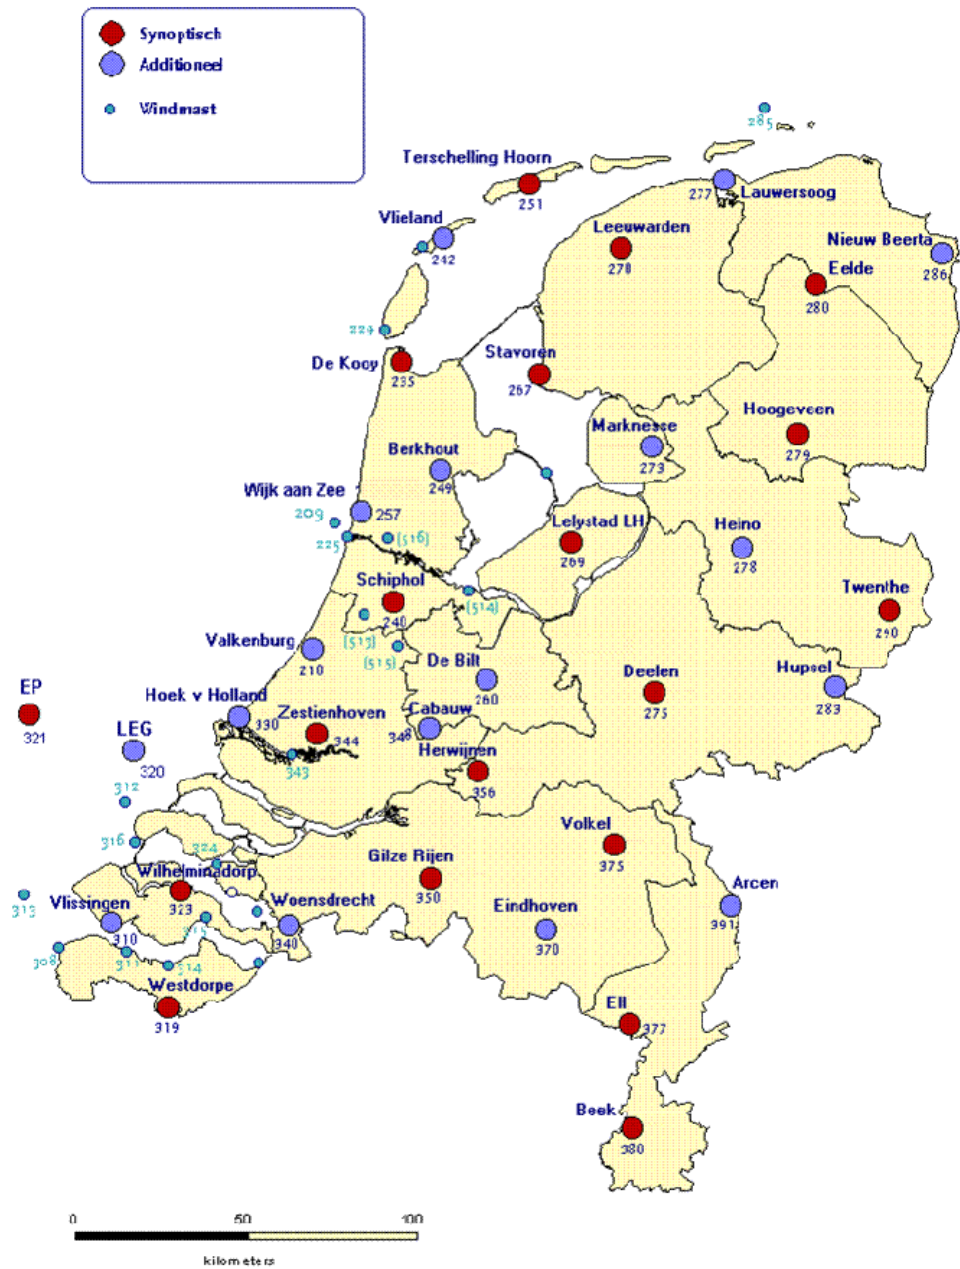 Synoptisch
Additioneel
Windmast
285
Terschelling Hoorn
251
277
Lauwersoog
Vlieland
242
Leeuwarden
270
Nieuw Beerta
286
Eelde
280
De Kooy
235
Stavoren
267
Hoogeveen
279
Marknesse
273
Berkhout
249
Wijk aan Zee
257
209
225
(516)
Lelystad LH
269
Heino
278
Schiphol
240
(514)
Twenthe
290
(513)
(515)
Valkenburg
210
De Bilt
260
Deelen
275
Hupsel
283
EP
321
Hoek v Holland
330
Zestienhoven
344
Cabauw
348
LEG
320
343
Herwijnen
356
312
316
324
Volkel
375
Gilze Rijen
350
Wilhelminadorp
323
313
Vlissingen
310
315
Woensdrecht
340
Eindhoven
370
Arcen
391
308
311
314
Westdorpe
319
Ell
377
Beek
380
0 50 100
kilometers